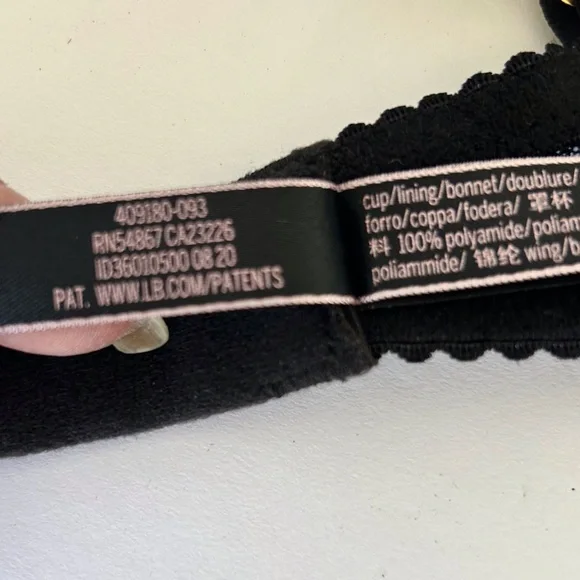 409180-093
RN54867 CA23226
ID36010500 08 20
PAT. WWW.LB.COM/PATENTS
cup/lining/bonnet/doublure/
forro/coppa/fodera/ 罩杯
料 100% polyamide/poliam
poliammide/ 锦纶 wing/b